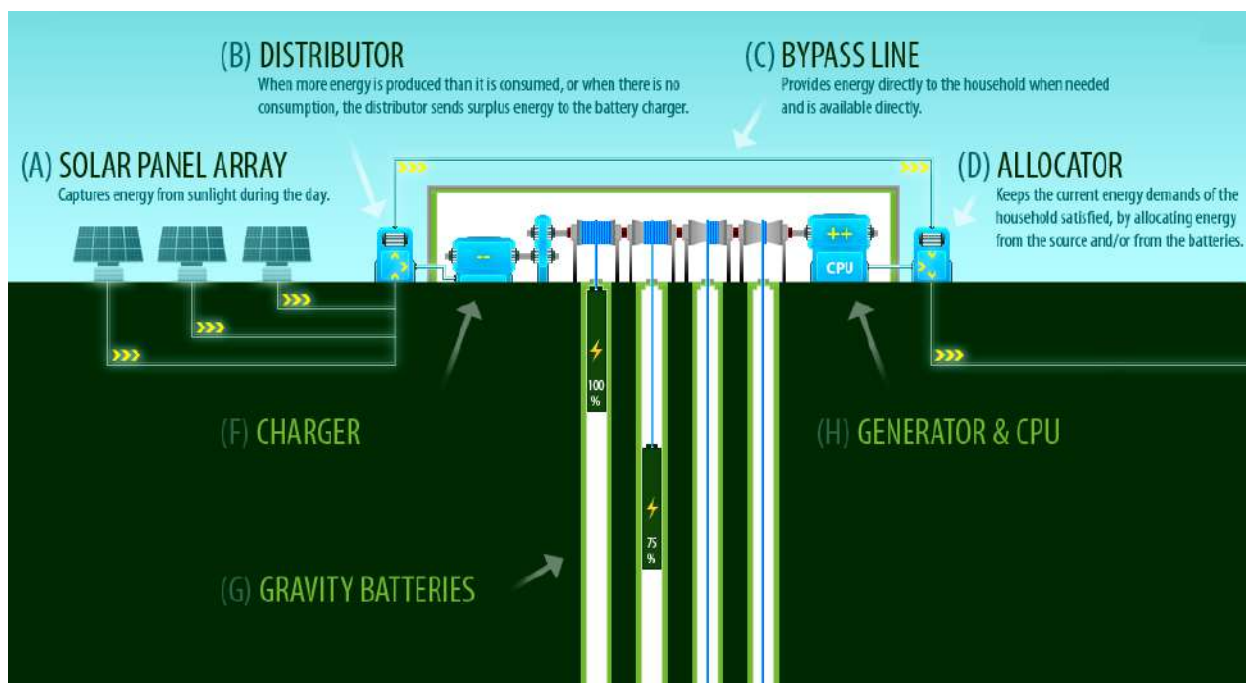 (B) DISTRIBUTOR
When more energy is produced than it is consumed, or when there is no
consumption, the distributor sends surplus energy to the battery charger.
(C) BYPASS LINE
Provides energy directly to the household when needed
and is available directly.
(A) SOLAR PANEL ARRAY
Captures energy from sunlight during the day.
(D) ALLOCATOR
Keeps the current energy demands of the
household satisfied, by allocating energy
from the source and/or from the batteries.
--
++
CPU
100
%
(F) CHARGER
(H) GENERATOR & CPU
75
%
(G) GRAVITY BATTERIES